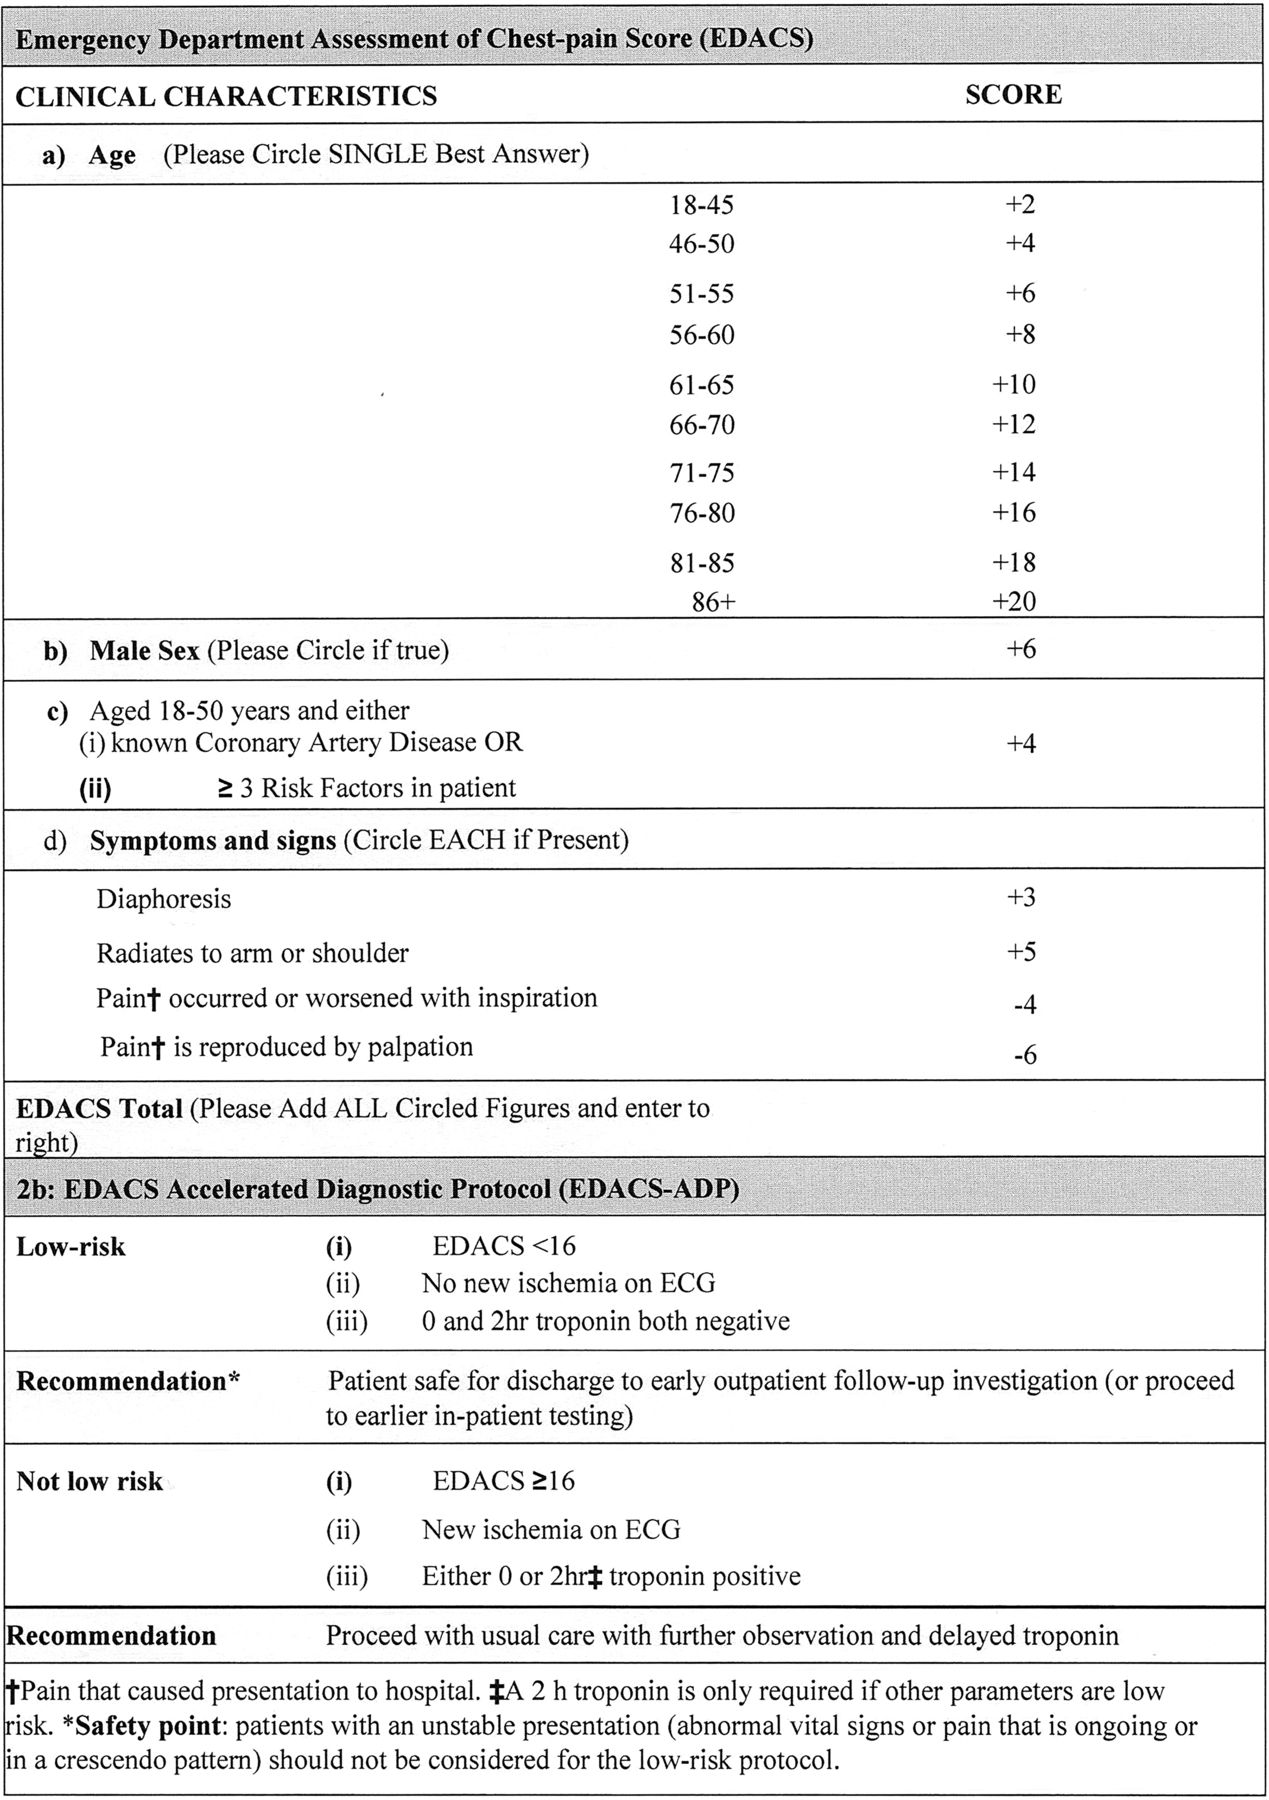 Emergency Department Assessment of Chest-pain Score (EDACS)
CLINICAL CHARACTERISTICS SCORE
a) Age (Please Circle SINGLE Best Answer)
18-45 +2
46-50 +4
51-55 +6
56-60 +8
61-65 +10
66-70 +12
71-75 +14
76-80 +16
81-85 +18
86+ +20
b) Male Sex (Please Circle if true) +6
c) Aged 18-50 years and either
(i) known Coronary Artery Disease OR +4
(ii) ≥ 3 Risk Factors in patient
d) Symptoms and signs (Circle EACH if Present)
Diaphoresis +3
Radiates to arm or shoulder +5
Pain† occurred or worsened with inspiration -4
Pain† is reproduced by palpation -6
EDACS Total (Please Add ALL Circled Figures and enter to
right)
2b: EDACS Accelerated Diagnostic Protocol (EDACS-ADP)
Low-risk (i) EDACS <16
(ii) No new ischemia on ECG
(iii) 0 and 2hr troponin both negative
Recommendation* Patient safe for discharge to early outpatient follow-up investigation (or proceed
to earlier in-patient testing)
Not low risk (i) EDACS ≥16
(ii) New ischemia on ECG
(iii) Either 0 or 2hr‡ troponin positive
Recommendation Proceed with usual care with further observation and delayed troponin
†Pain that caused presentation to hospital. ‡A 2 h troponin is only required if other parameters are low
risk. *Safety point: patients with an unstable presentation (abnormal vital signs or pain that is ongoing or
in a crescendo pattern) should not be considered for the low-risk protocol.